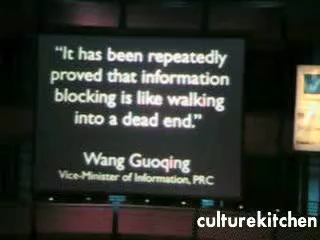 "It has been repeatedly
proved that information
blocking is like walking
into a dead end."
Wang Guoqing
Vice-Minister of Information, PRC
culturekitchen